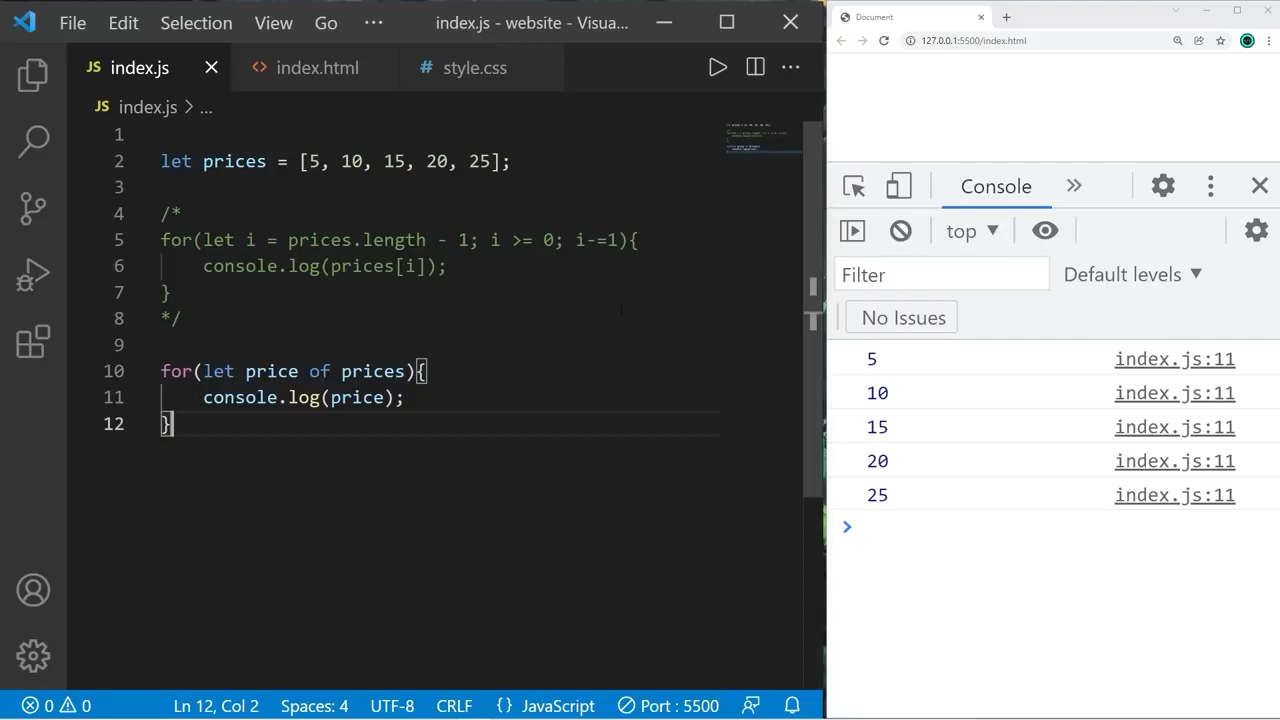 File Edit Selection View Go ··· index.js - website - Visua...
JS index.js × <> index.html # style.css
JS index.js > ...
1
2 let prices = [5, 10, 15, 20, 25];
3
4 /*
5 for(let i = prices.length - 1; i >= 0; i-=1){
6     console.log(prices[i]);
7 }
8 */
9
10 for(let price of prices){
11     console.log(price);
12 }
0 0 Ln 12, Col 2 Spaces: 4 UTF-8 CRLF {} JavaScript Port : 5500
Document
127.0.0.1:5500/index.html
Console
top
Filter Default levels
No Issues
5 index.js:11
10 index.js:11
15 index.js:11
20 index.js:11
25 index.js:11